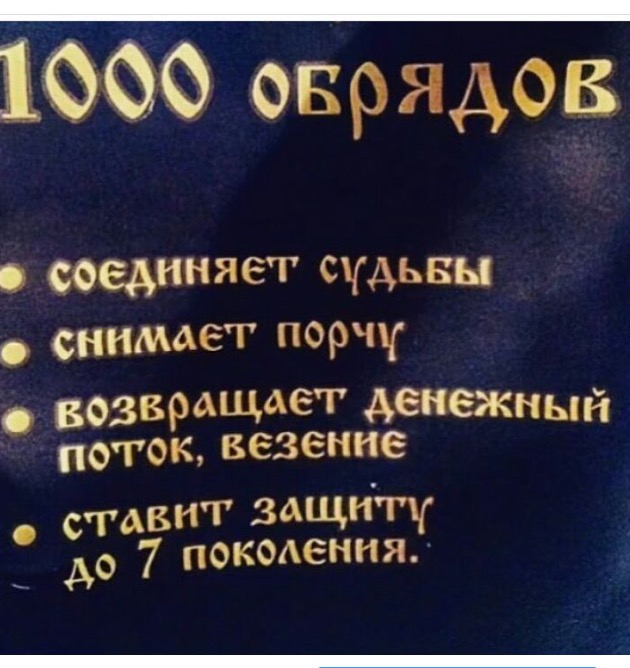 1000 обрядов
• соединяет судьбы
• снимает порчу
• возвращает денежный
поток, везение
• ставит защиту
до 7 поколения.